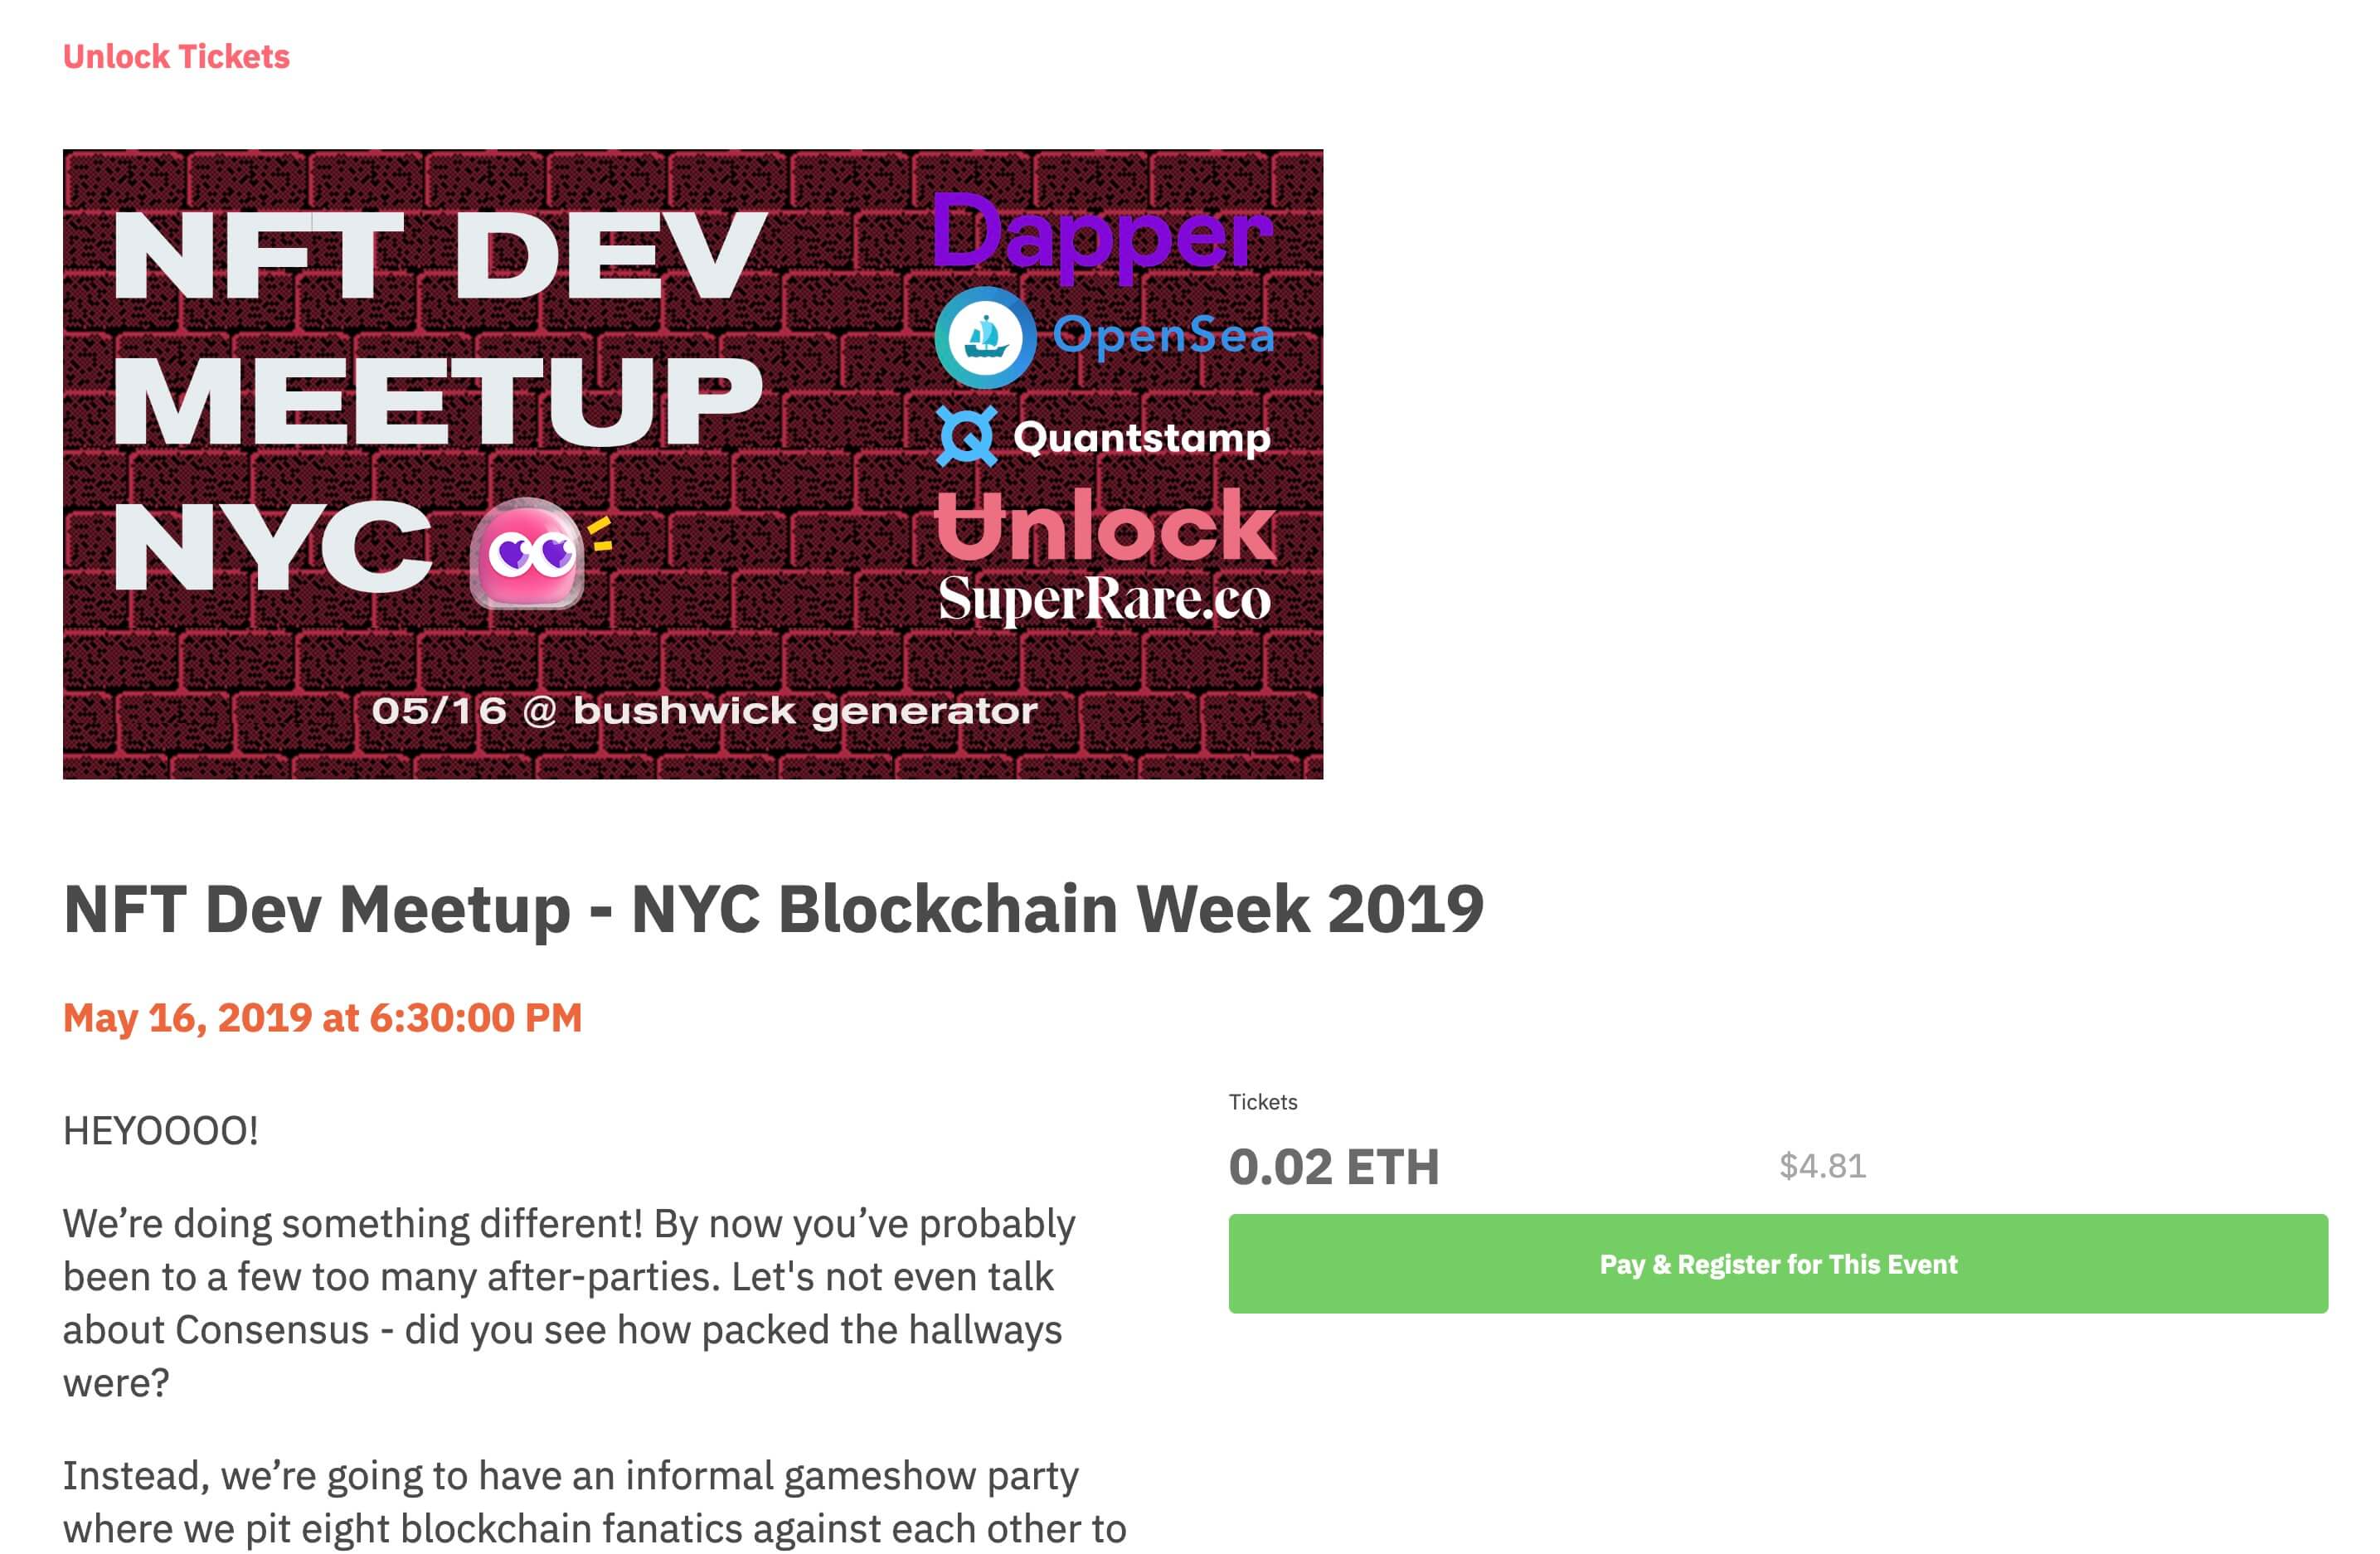 Unlock Tickets
NFT DEV
MEETUP
NYC
Dapper
OpenSea
Quantstamp
Unlock
SuperRare.co
05/16 @ bushwick generator
NFT Dev Meetup - NYC Blockchain Week 2019
May 16, 2019 at 6:30:00 PM
HEYOOOO!
We’re doing something different! By now you’ve probably
been to a few too many after-parties. Let's not even talk
about Consensus - did you see how packed the hallways
were?
Instead, we’re going to have an informal gameshow party
where we pit eight blockchain fanatics against each other to
Tickets
0.02 ETH
$4.81
Pay & Register for This Event